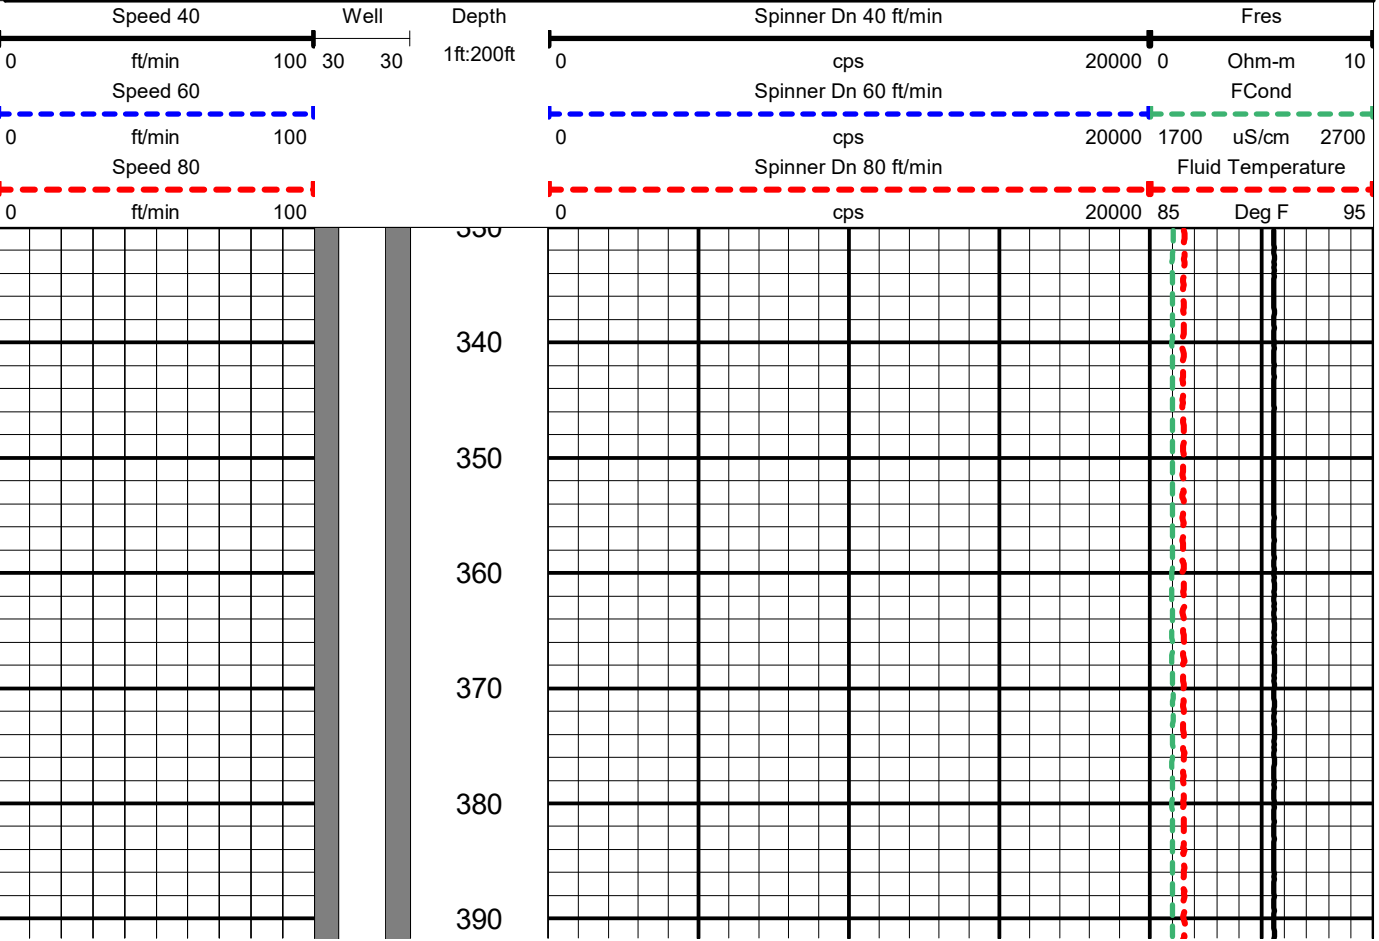 Speed 40 Well Depth Spinner Dn 40 ft/min Fres
0 ft/min 100 30 30 1ft:200ft 0 cps 20000 0 Ohm-m 10
Speed 60 Spinner Dn 60 ft/min FCond
0 ft/min 100 0 cps 20000 1700 uS/cm 2700
Speed 80 Spinner Dn 80 ft/min Fluid Temperature
0 ft/min 100 0 cps 20000 85 Deg F 95
330
340
350
360
370
380
390